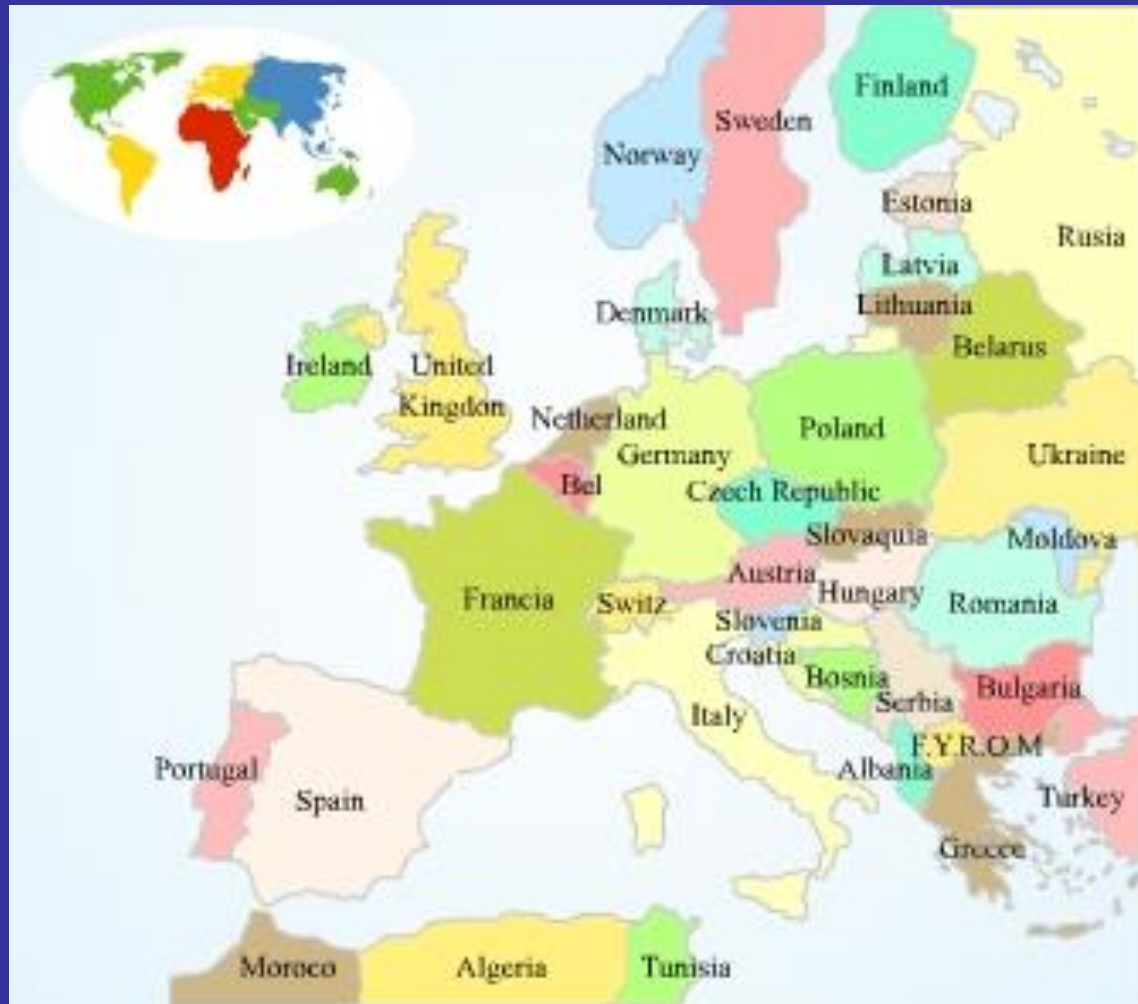 Finland
Sweden
Norway
Estonia
Rusia
Latvia
Lithuania
Denmark
Belarus
Ireland
United
Kingdom
Netherland
Poland
Germany
Ukraine
Bel
Czech Republic
Slovaquia
Moldova
Austria
Hungary
Francia
Switz
Romania
Slovenia
Croatia
Bosnia
Serbia
Bulgaria
Italy
F.Y.R.O.M
Portugal
Albania
Spain
Turkey
Greece
Moroco
Algeria
Tunisia